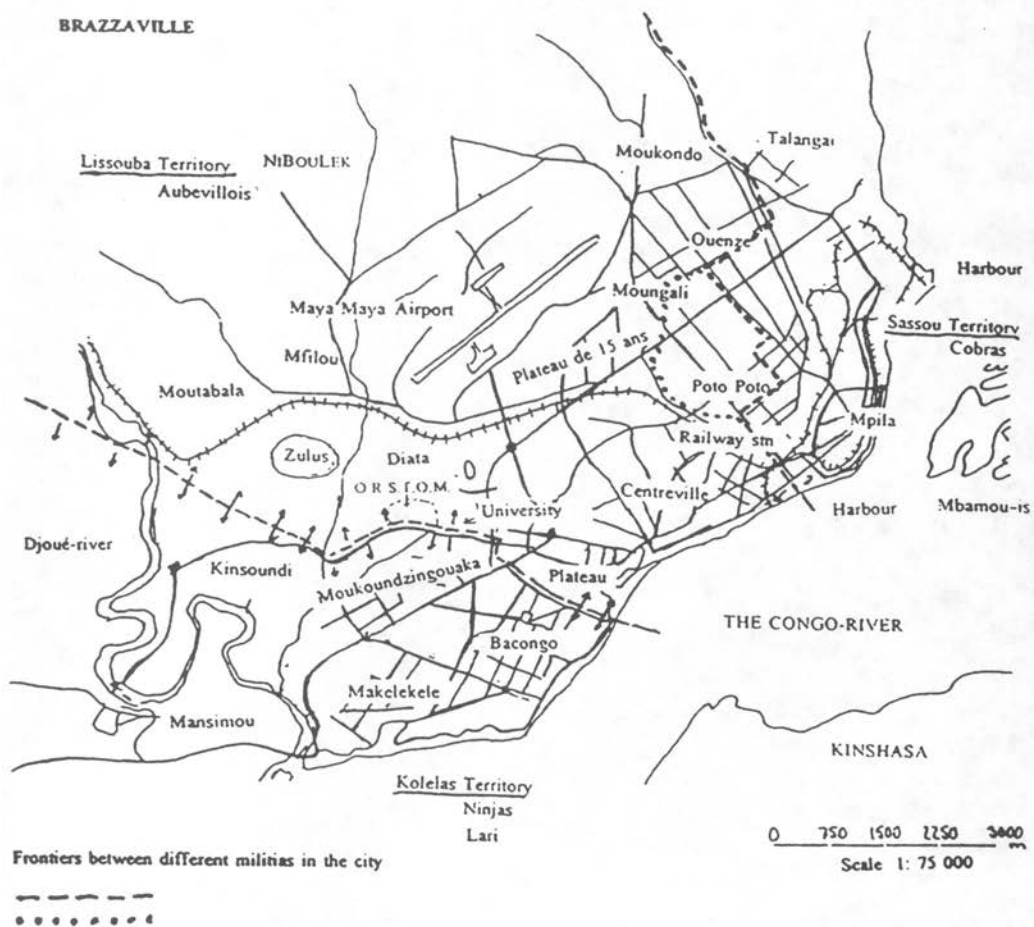 BRAZZAVILLE
Lissouba Territory
NiBouLEK
Aubevillois
Moukondo
Talangai
Ouenze
Harbour
Maya Maya Airport
Moungali
Sassou Territory
Cobras
Mfilou
Plateau de 15 ans
Moutabala
Poto Poto
Mpila
Railway stn
Zulus
Diata
O R S T.O M.
Centreville
University
Harbour
Mbamou-is
Djoué-river
Kinsoundi
Moukoundzingouaka
Plateau
THE CONGO-RIVER
Bacongo
Makelekele
Mansimou
KINSHASA
Kolelas Territory
Ninjas
Lari
0 750 1500 2250 3000
m
Scale 1: 75 000
Frontiers between different militias in the city